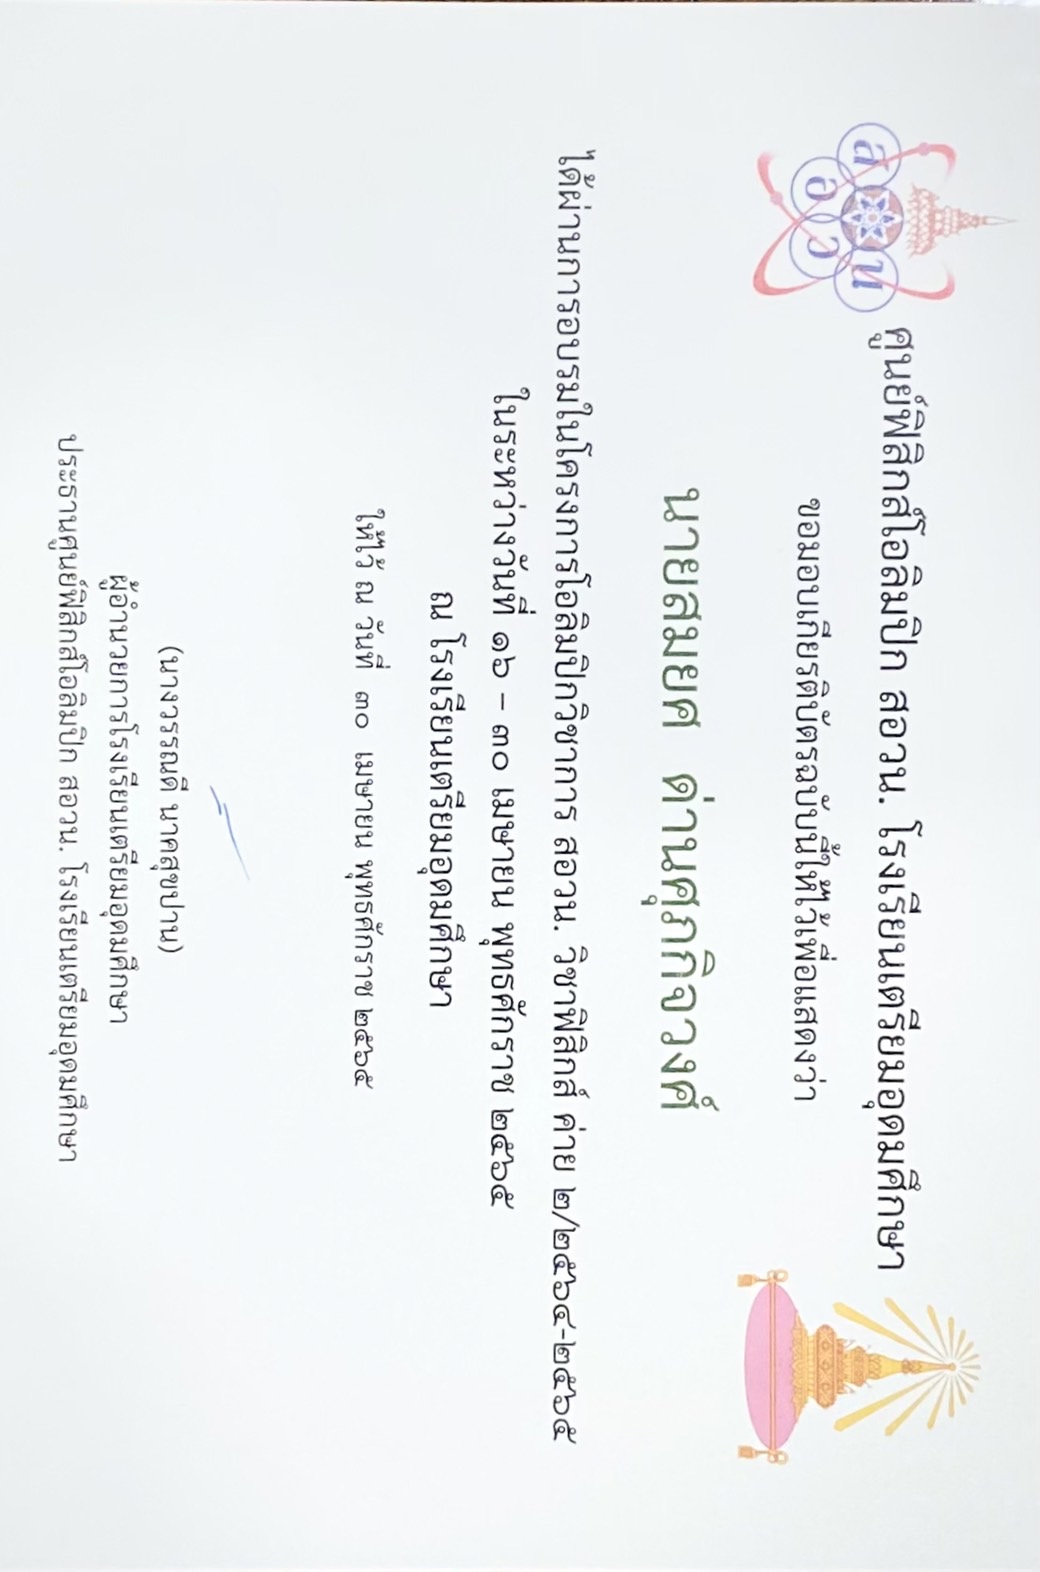 ส อ ว น
ศูนย์ฟิสิกส์โอลิมปิก สอวน. โรงเรียนเตรียมอุดมศึกษา
ขอมอบเกียรติบัตรฉบับนี้ให้ไว้เพื่อแสดงว่า
นายสมยศ ด่านศุภกิจวงศ์
ได้ผ่านการอบรมในโครงการโอลิมปิกวิชาการ สอวน. วิชาฟิสิกส์ ค่าย ๒/๒๕๖๔-๒๕๖๕
ในระหว่างวันที่ ๑๖ – ๓๐ เมษายน พุทธศักราช ๒๕๖๕
ณ โรงเรียนเตรียมอุดมศึกษา
ให้ไว้ ณ วันที่ ๓๐ เมษายน พุทธศักราช ๒๕๖๕
(นางวรรณดี นาคสุขปาน)
ผู้อำนวยการโรงเรียนเตรียมอุดมศึกษา
ประธานศูนย์ฟิสิกส์โอลิมปิก สอวน. โรงเรียนเตรียมอุดมศึกษา